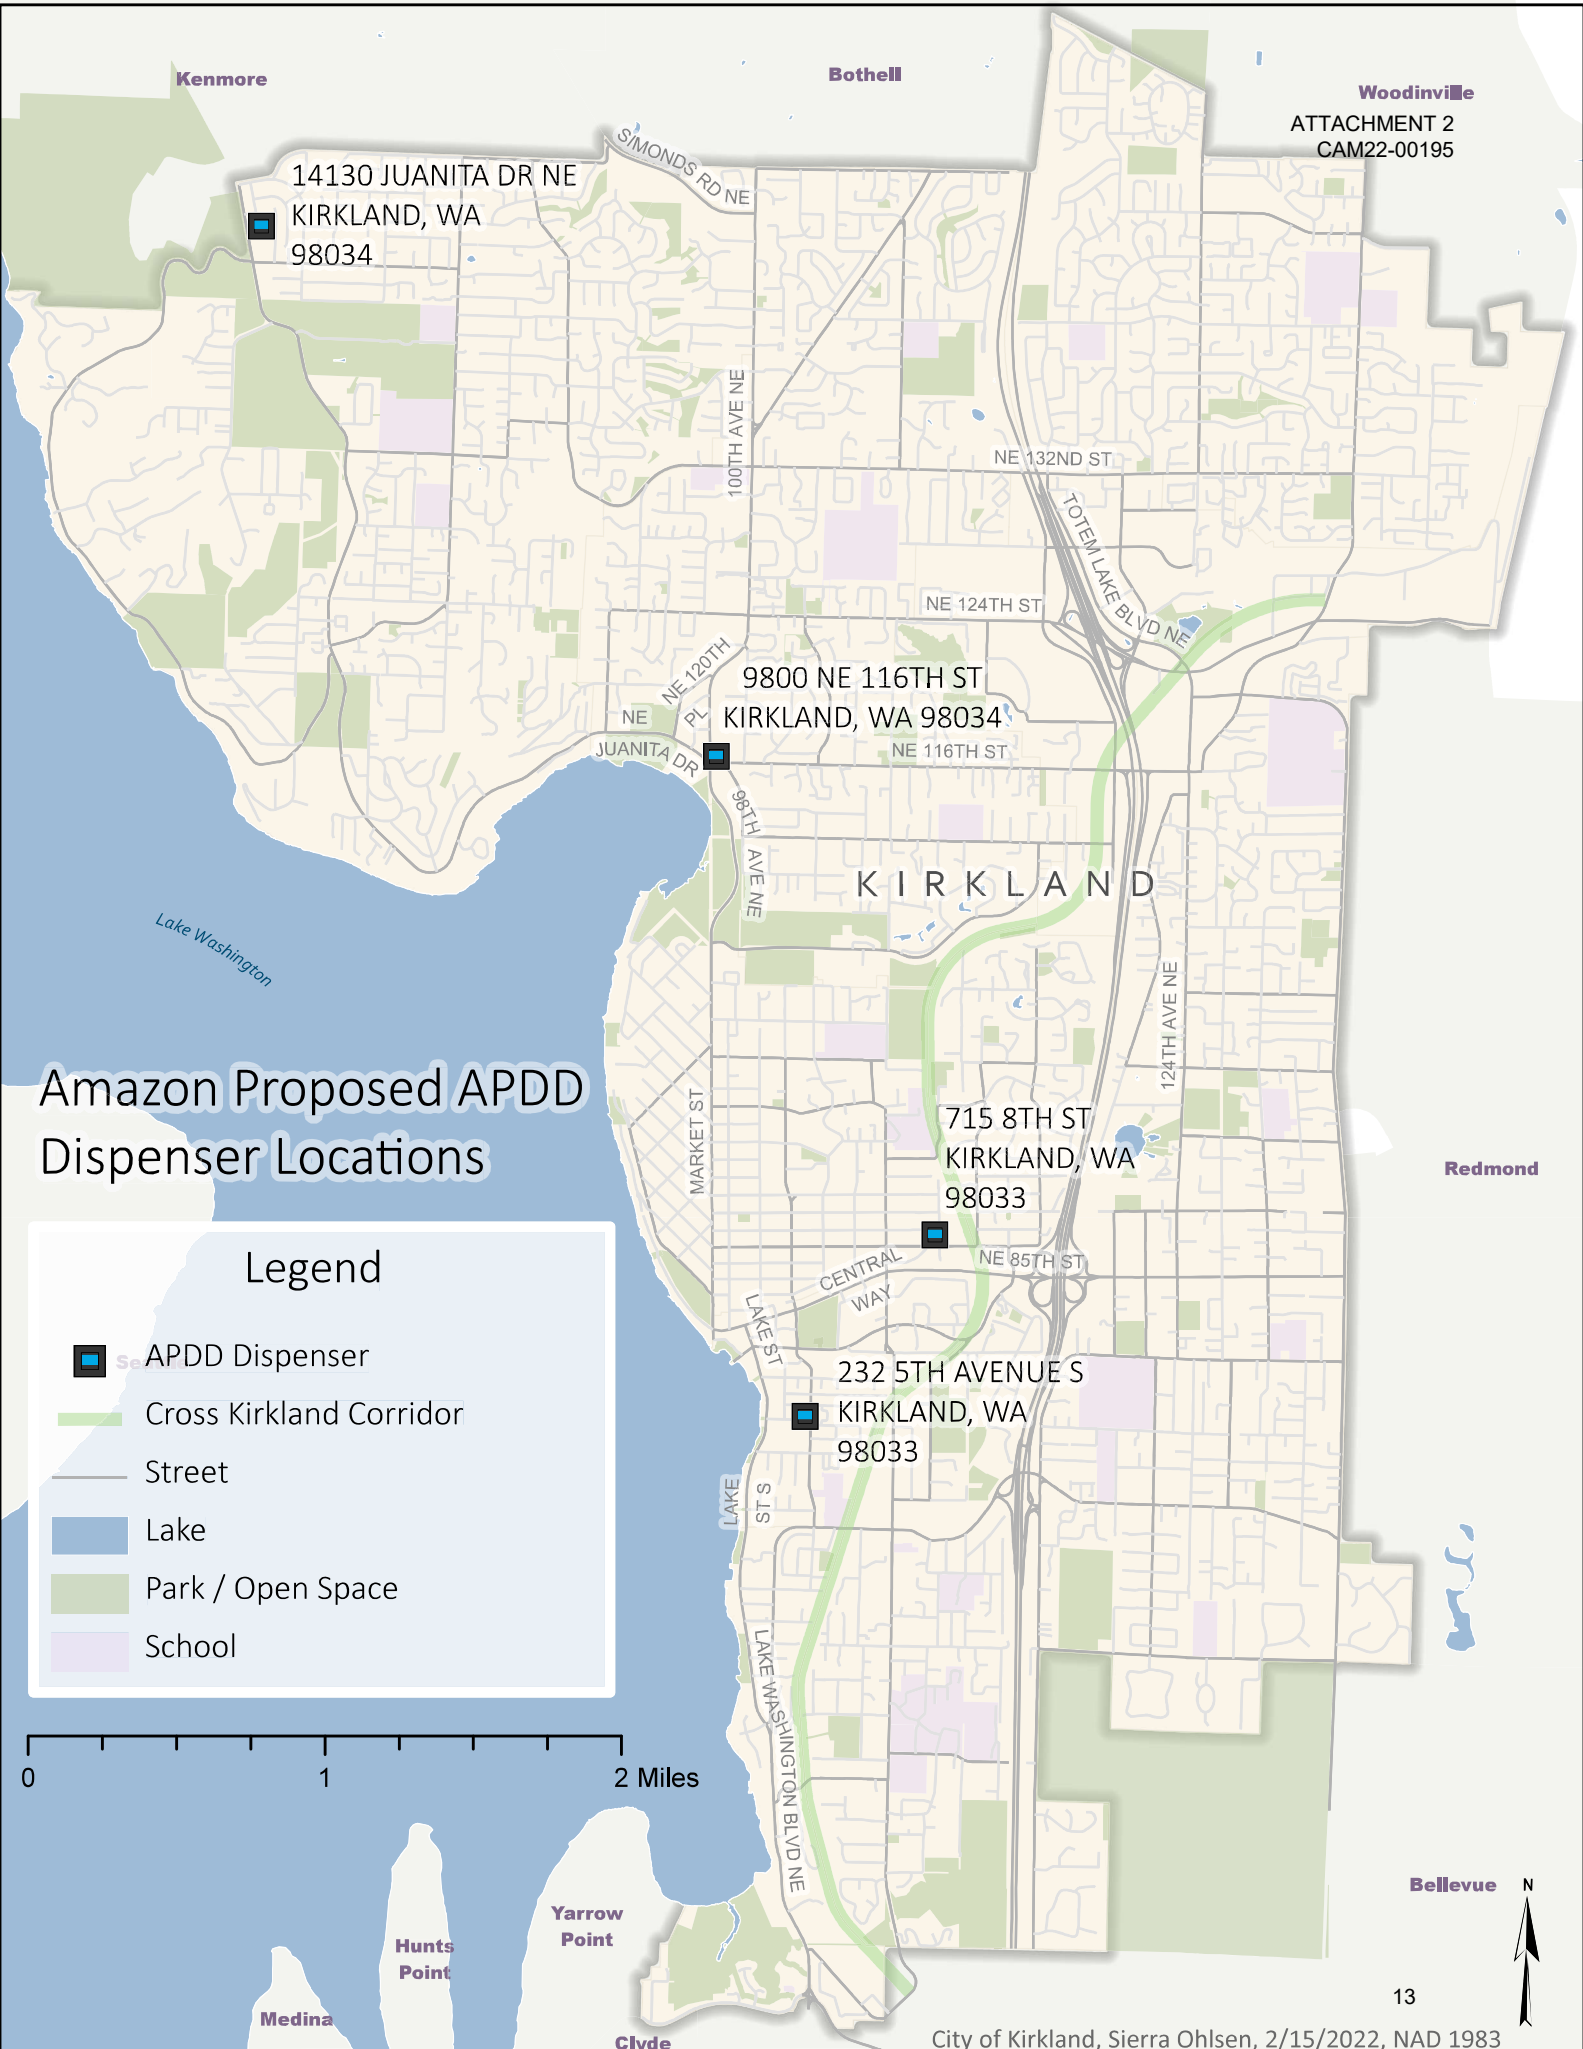 Kenmore
Bothell
Woodinville
ATTACHMENT 2
CAM22-00195
SIMONDS RD NE
14130 JUANITA DR NE
KIRKLAND, WA
98034
100TH AVE NE
NE 132ND ST
TOTEM LAKE BLVD NE
NE 124TH ST
NE 120TH
PL
9800 NE 116TH ST
KIRKLAND, WA 98034
NE
JUANITA DR
NE 116TH ST
98TH AVE NE
KIRKLAND
Lake Washington
124TH AVE NE
Amazon Proposed APDD
Dispenser Locations
MARKET ST
715 8TH ST
KIRKLAND, WA
98033
Redmond
CENTRAL
WAY
NE 85TH ST
LAKE ST
232 5TH AVENUE S
KIRKLAND, WA
98033
LAKE
ST S
Legend
APDD Dispenser
Cross Kirkland Corridor
Street
Lake
Park / Open Space
School
LAKE WASHINGTON BLVD NE
0
1
2 Miles
Bellevue
N
Yarrow
Point
Hunts
Point
Medina
Clyde
13
City of Kirkland, Sierra Ohlsen, 2/15/2022, NAD 1983